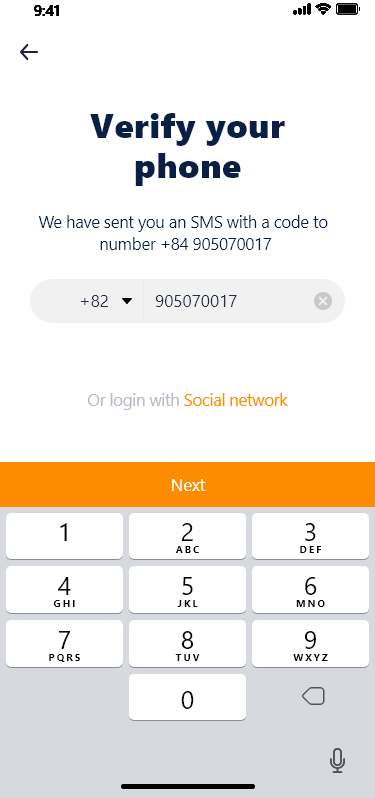 9:41
Verify your
phone
We have sent you an SMS with a code to
number +84 905070017
+82 905070017
Or login with Social network
Next
1 2 3
ABC DEF
4 5 6
GHI JKL MNO
7 8 9
PQRS TUV WXYZ
0